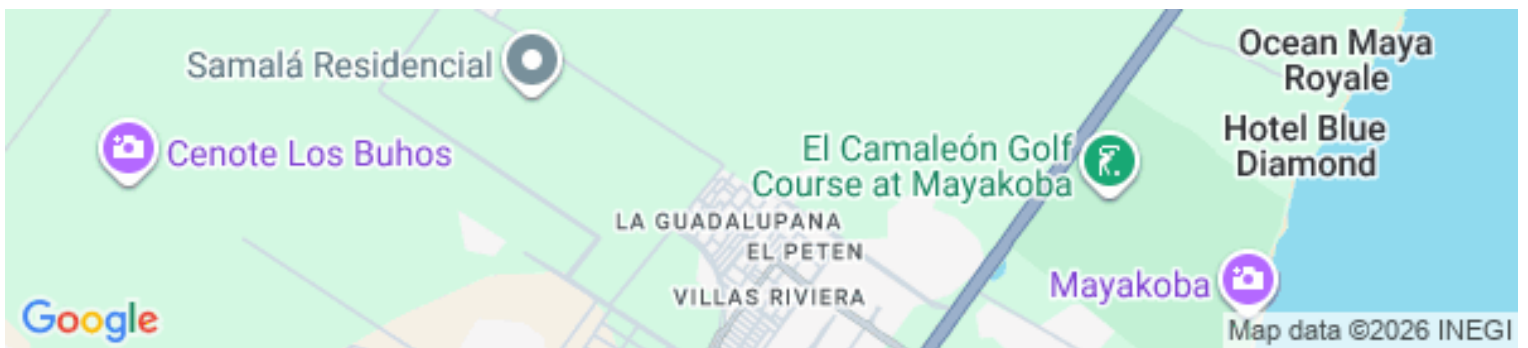 Ocean Maya
Royale
Samalá Residencial
Hotel Blue
Diamond
Cenote Los Buhos
El Camaleón Golf
Course at Mayakoba
LA GUADALUPANA
EL PETEN
Mayakoba
VILLAS RIVIERA
Google
Map data ©2026 INEGI